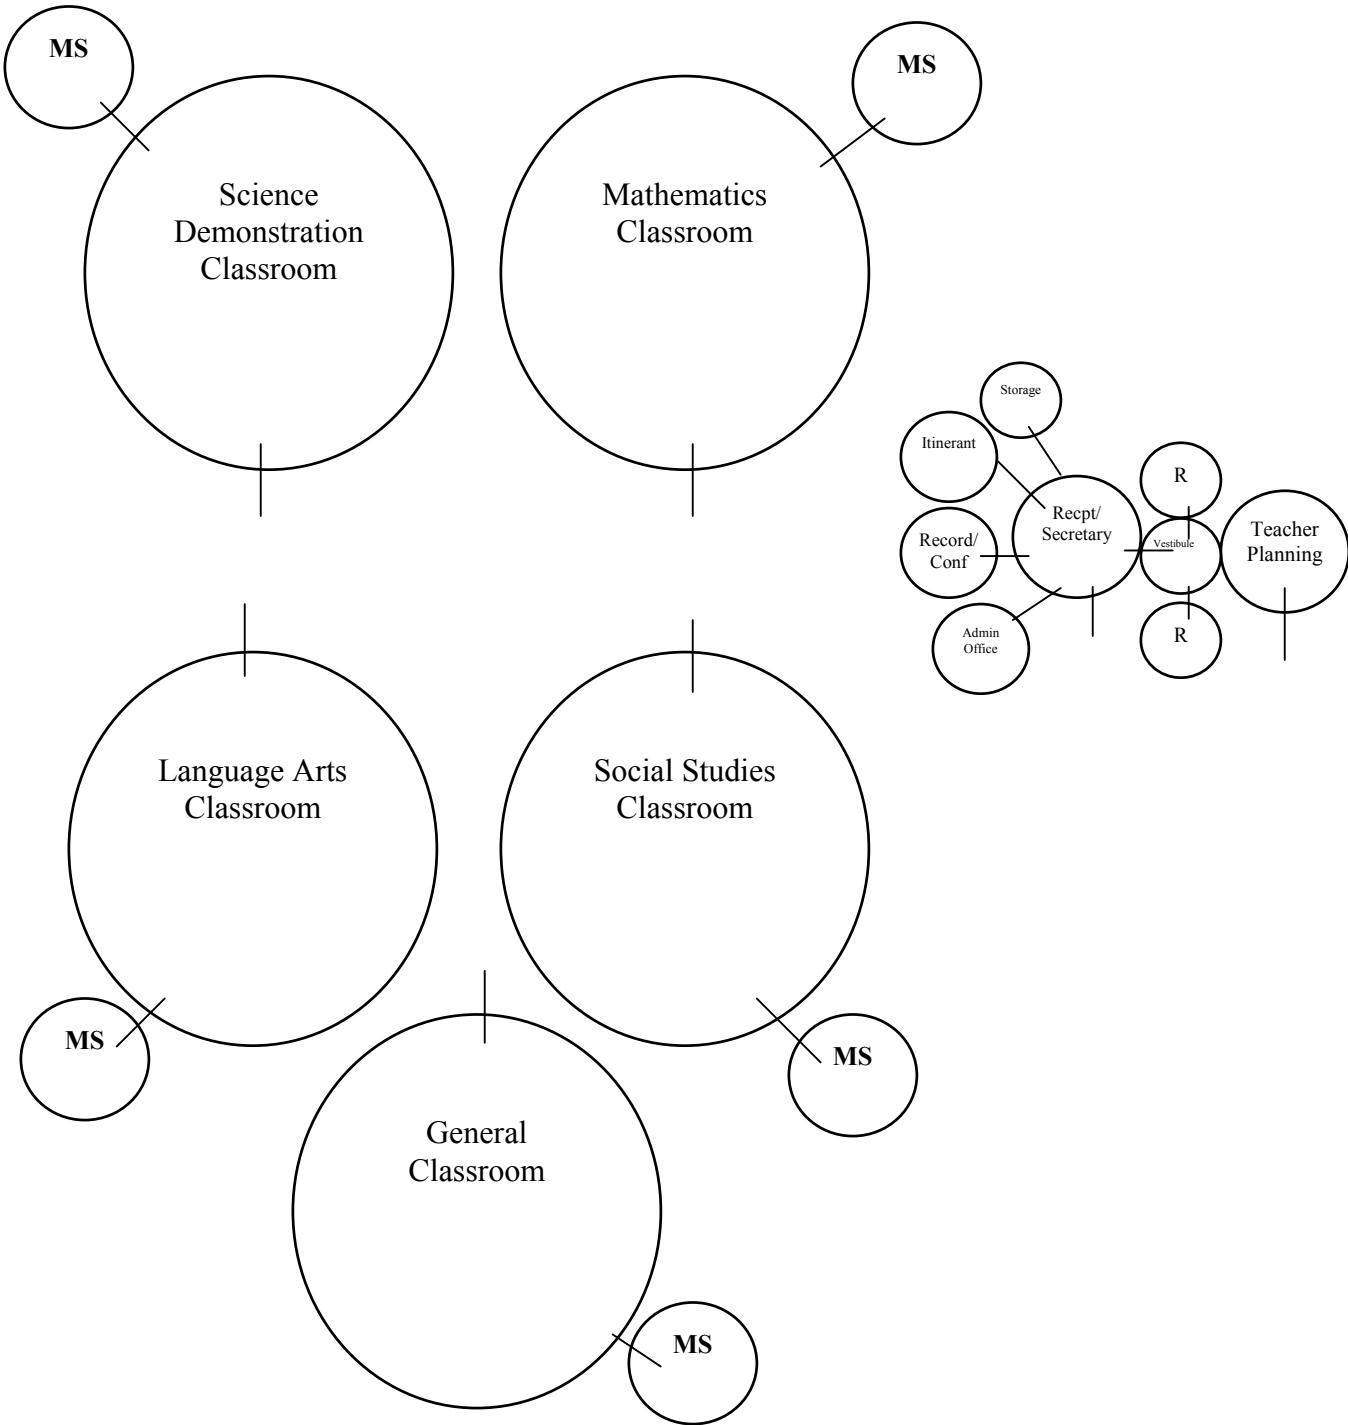 MS
MS
Science
Demonstration
Classroom
Mathematics
Classroom
Storage
Itinerant
R
Recpt/
Secretary
Teacher
Planning
Record/
Conf
Vestibule
Admin
Office
R
Language Arts
Classroom
Social Studies
Classroom
MS
MS
General
Classroom
MS